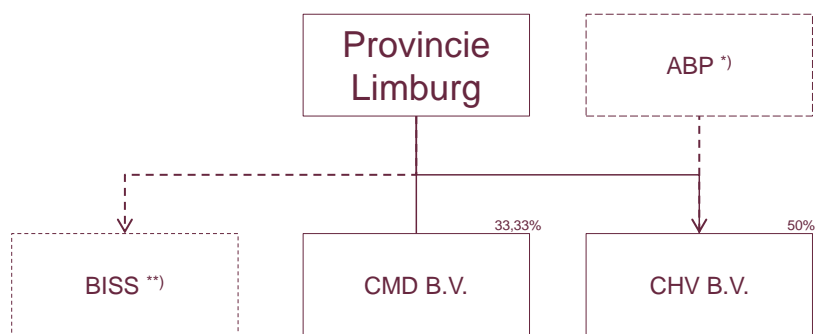 Provincie
Limburg
ABP *)
33,33%
50%
BISS **)
CMD B.V.
CHV B.V.